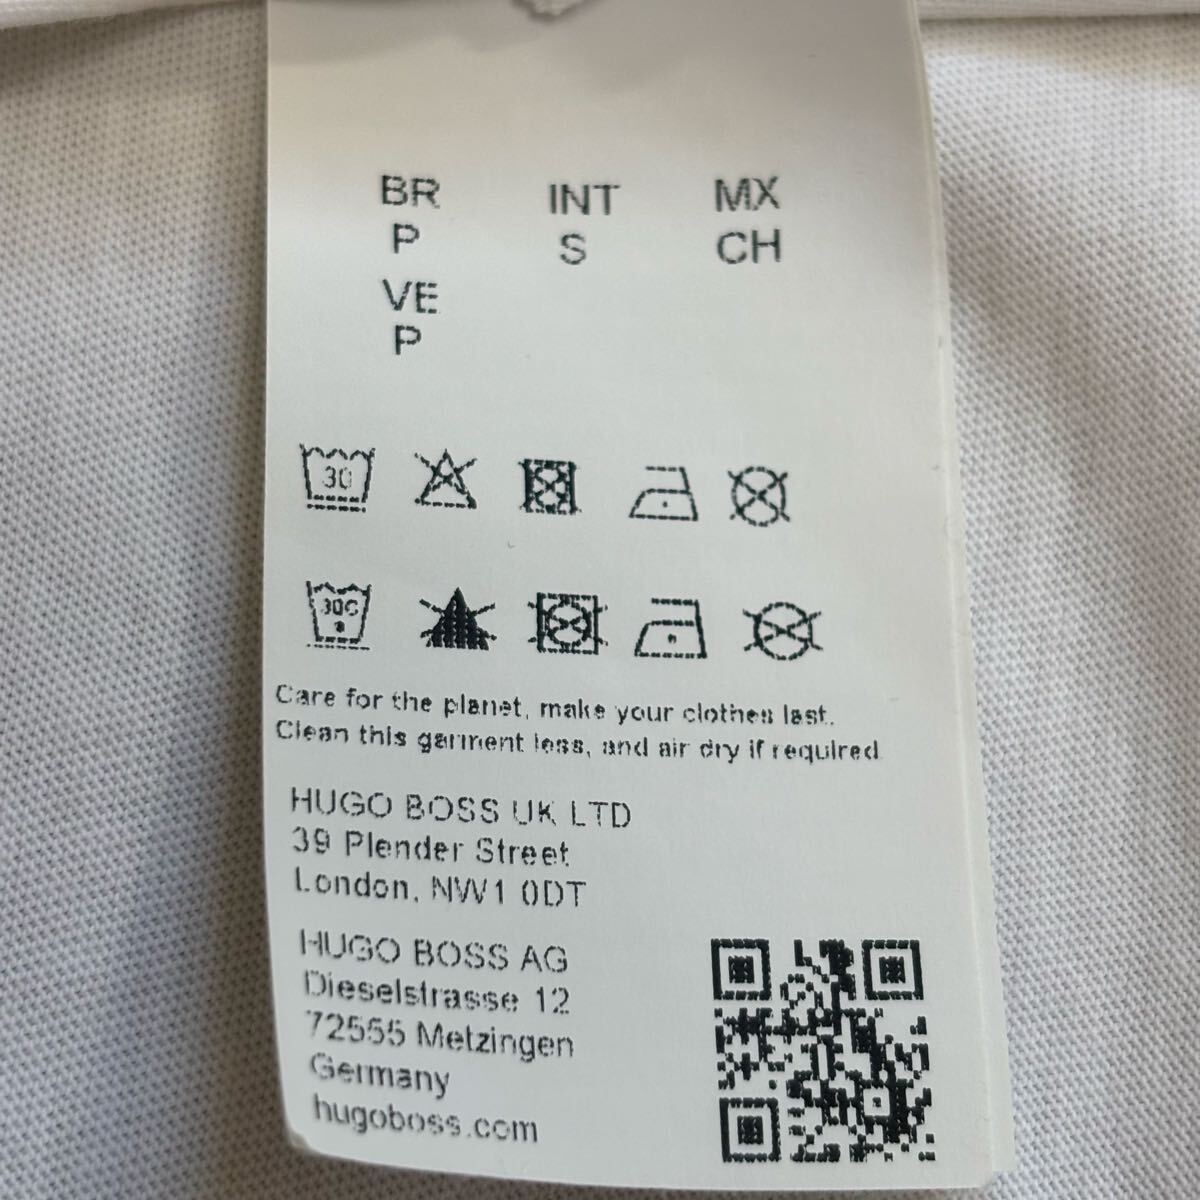 BR INT MX
P S CH
VE
P
30
30C
Care for the planet, make your clothes last.
Clean this garment less, and air dry if required
HUGO BOSS UK LTD
39 Plender Street
London, NW1 0DT
HUGO BOSS AG
Dieselstrasse 12
72555 Metzingen
Germany
hugoboss.com